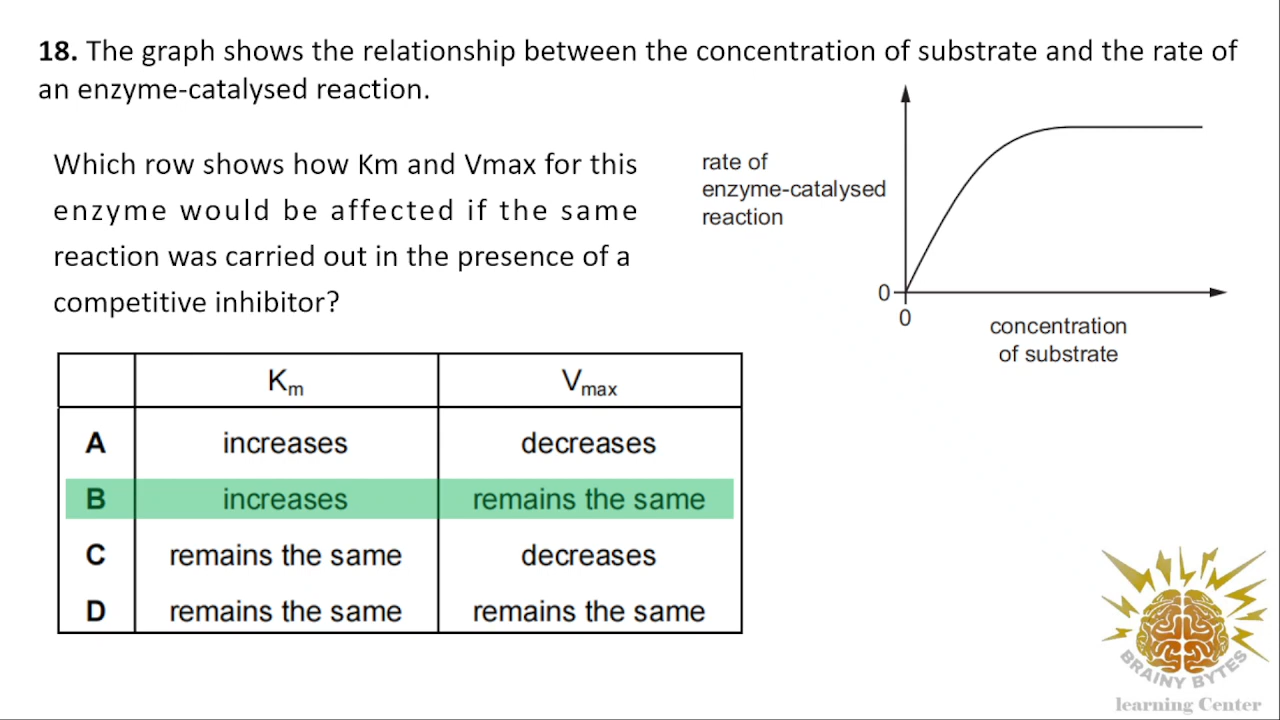 18. The graph shows the relationship between the concentration of substrate and the rate of
an enzyme-catalysed reaction.
Which row shows how Km and Vmax for this
enzyme would be affected if the same
reaction was carried out in the presence of a
competitive inhibitor?
rate of
enzyme-catalysed
reaction
0
0
concentration
of substrate
Km Vmax
A increases decreases
B increases remains the same
C remains the same decreases
D remains the same remains the same
BRAINY BYTES
learning Center